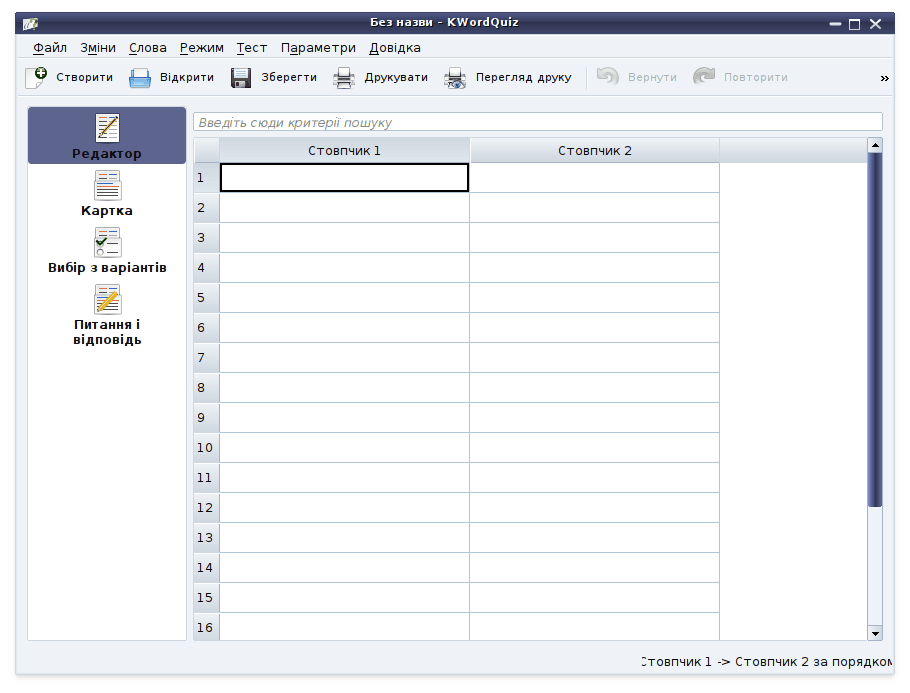 Без назви – KWordQuiz
Файл Зміни Слова Режим Тест Параметри Довідка
Створити Відкрити Зберегти Друкувати Перегляд друку Вернути Повторити »
Редактор
Картка
Вибір з варіантів
Питання і
відповідь
Введіть сюди критерії пошуку
Стовпчик 1 Стовпчик 2
1
2
3
4
5
6
7
8
9
10
11
12
13
14
15
16
Стовпчик 1 -> Стовпчик 2 за порядком